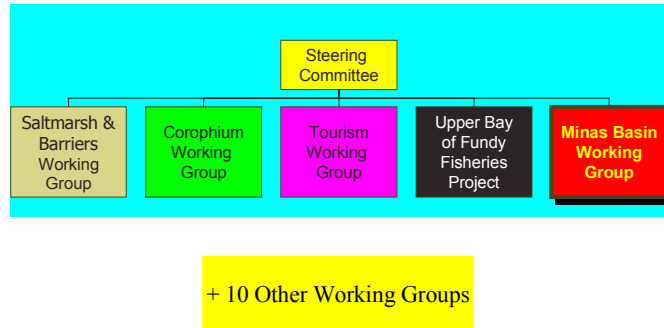 Steering
Committee
Saltmarsh &
Barriers
Working
Group
Corophium
Working
Group
Tourism
Working
Group
Upper Bay
of Fundy
Fisheries
Project
Minas Basin
Working
Group
+ 10 Other Working Groups